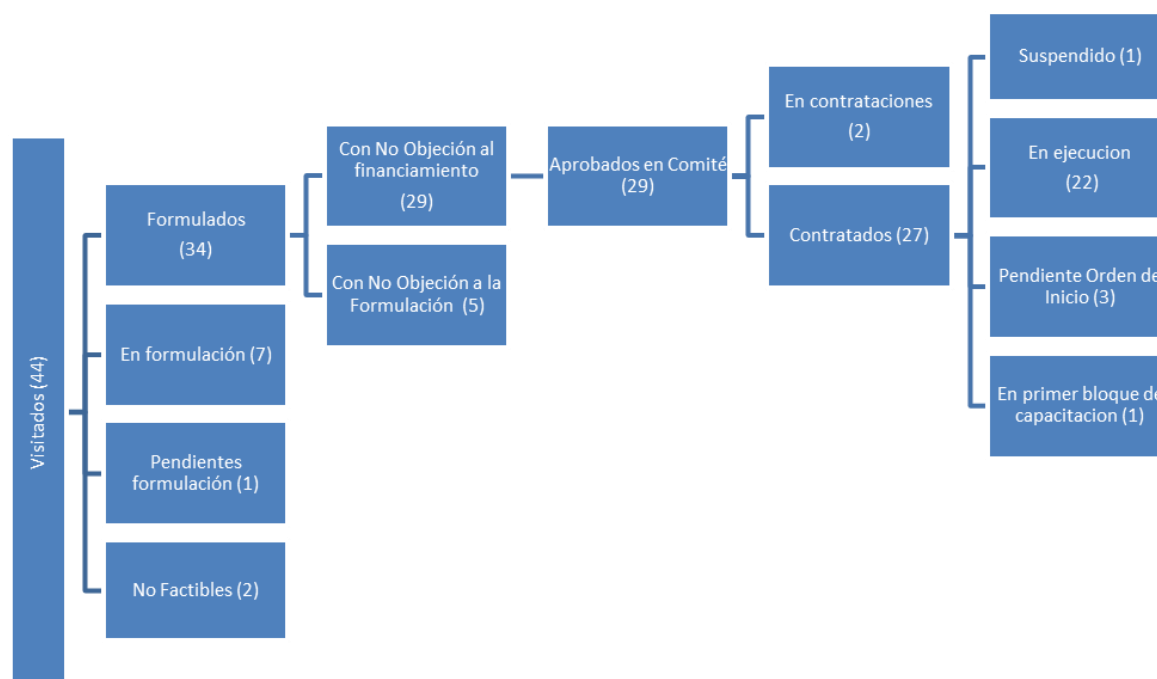 Visitados (44)
Formulados
(34)
En formulación (7)
Pendientes
formulación (1)
No Factibles (2)
Con No Objeción al
financiamiento
(29)
Con No Objeción a la
Formulación (5)
Aprobados en Comité
(29)
En contrataciones
(2)
Contratados (27)
Suspendido (1)
En ejecucion
(22)
Pendiente Orden de
Inicio (3)
En primer bloque de
capacitacion (1)